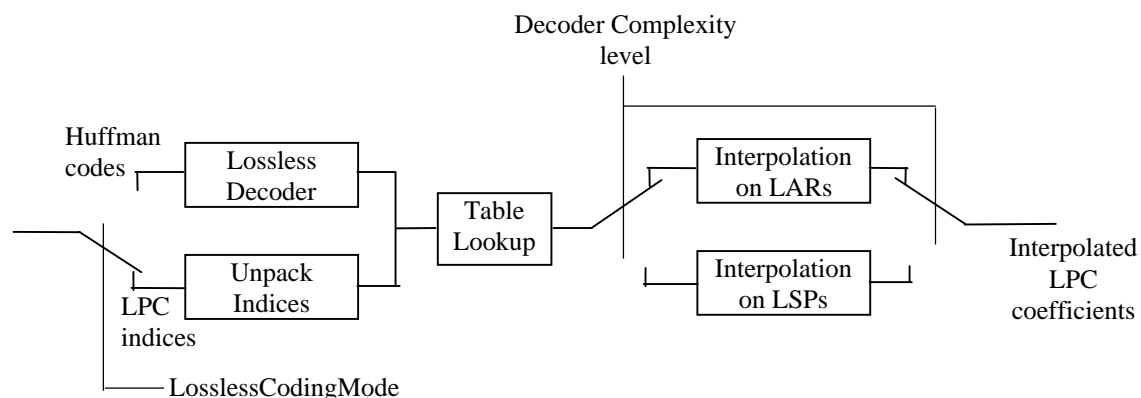 Decoder Complexity
level
Huffman
codes
Lossless
Decoder
Interpolation
on LARs
Table
Lookup
Unpack
Indices
Interpolation
on LSPs
Interpolated
LPC
coefficients
LPC
indices
LosslessCodingMode